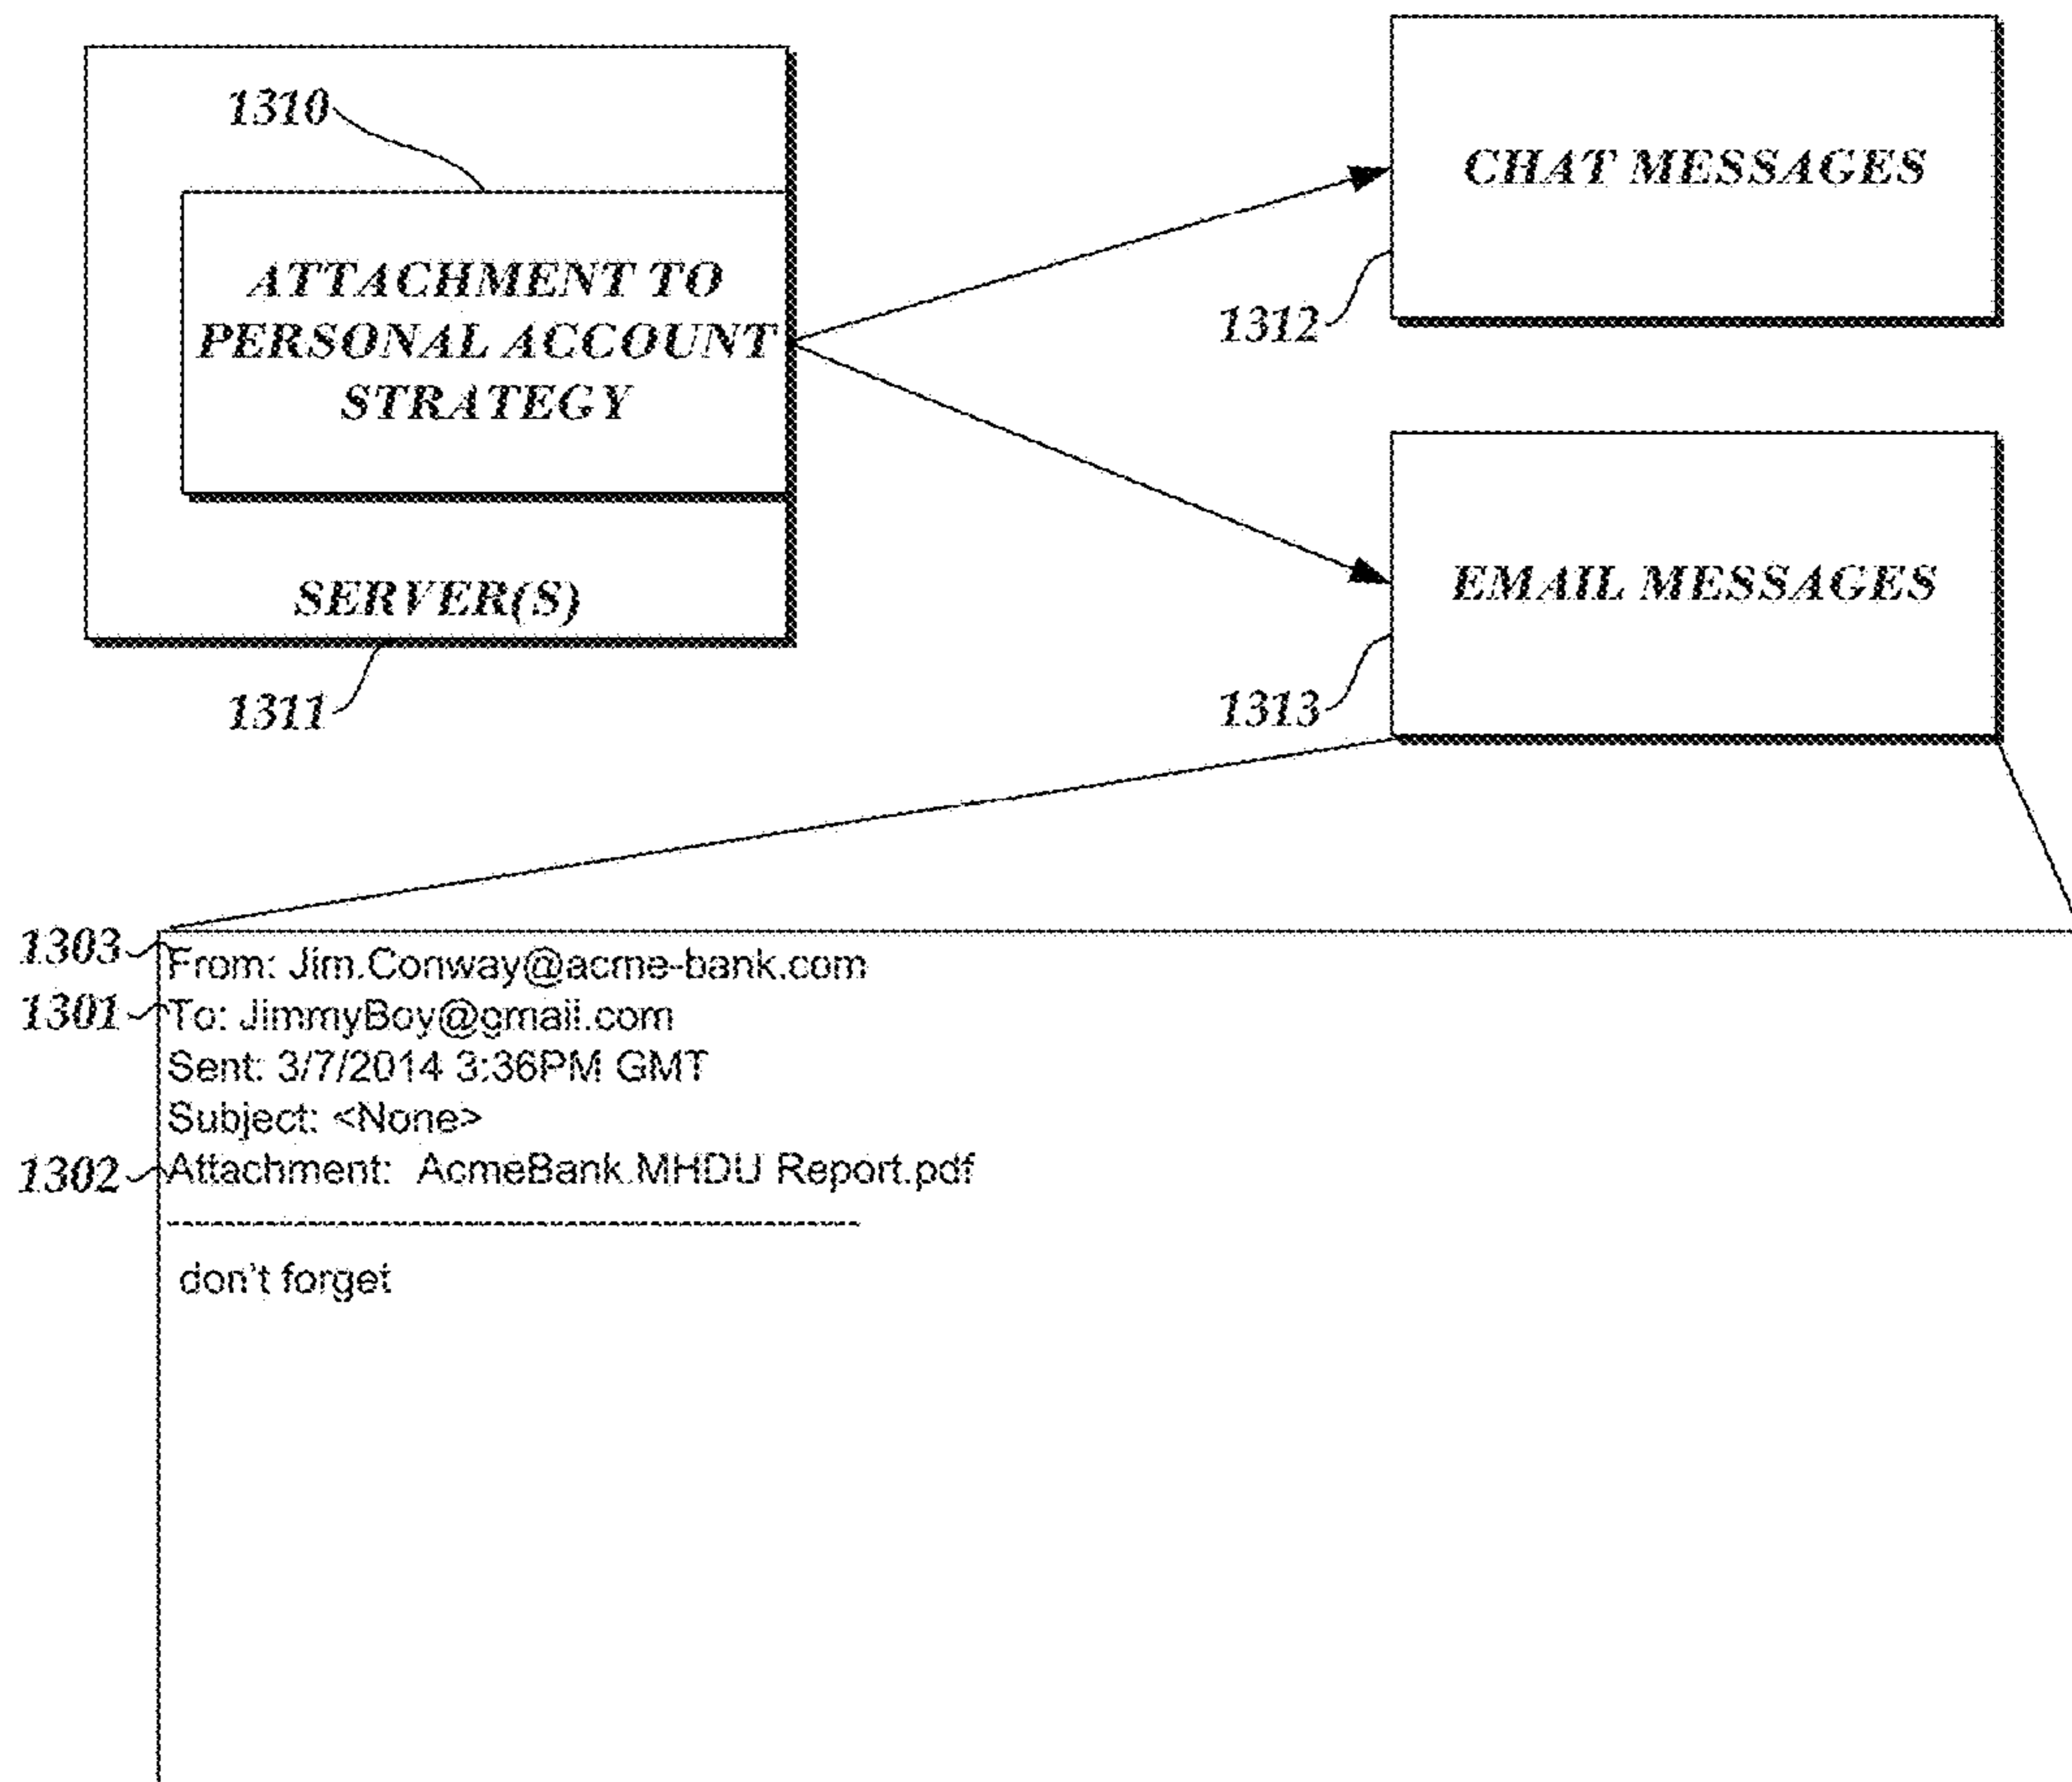 1310
ATTACHMENT TO
PERSONAL ACCOUNT
STRATEGY
SERVER(S)
1311
CHAT MESSAGES
1312
EMAIL MESSAGES
1313
1303
From: Jim.Conway@acme-bank.com
1301
To: JimmyBoy@gmail.com
Sent: 3/7/2014 3:36PM GMT
Subject: <None>
1302
Attachment:  AcmeBank.MHDU Report.pdf
------------------------------------------------------------
don't forget